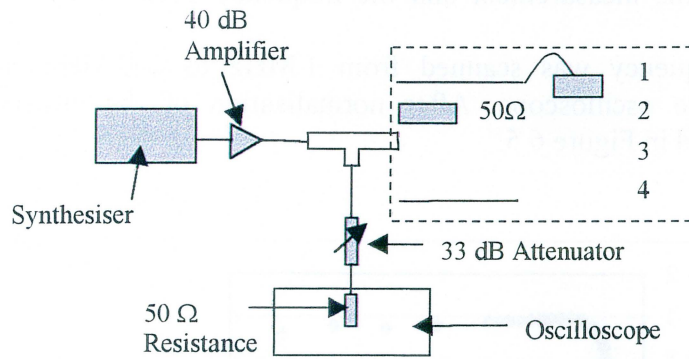 40 dB
Amplifier
1
50Ω
2
3
4
Synthesiser
33 dB Attenuator
50 Ω
Resistance
Oscilloscope